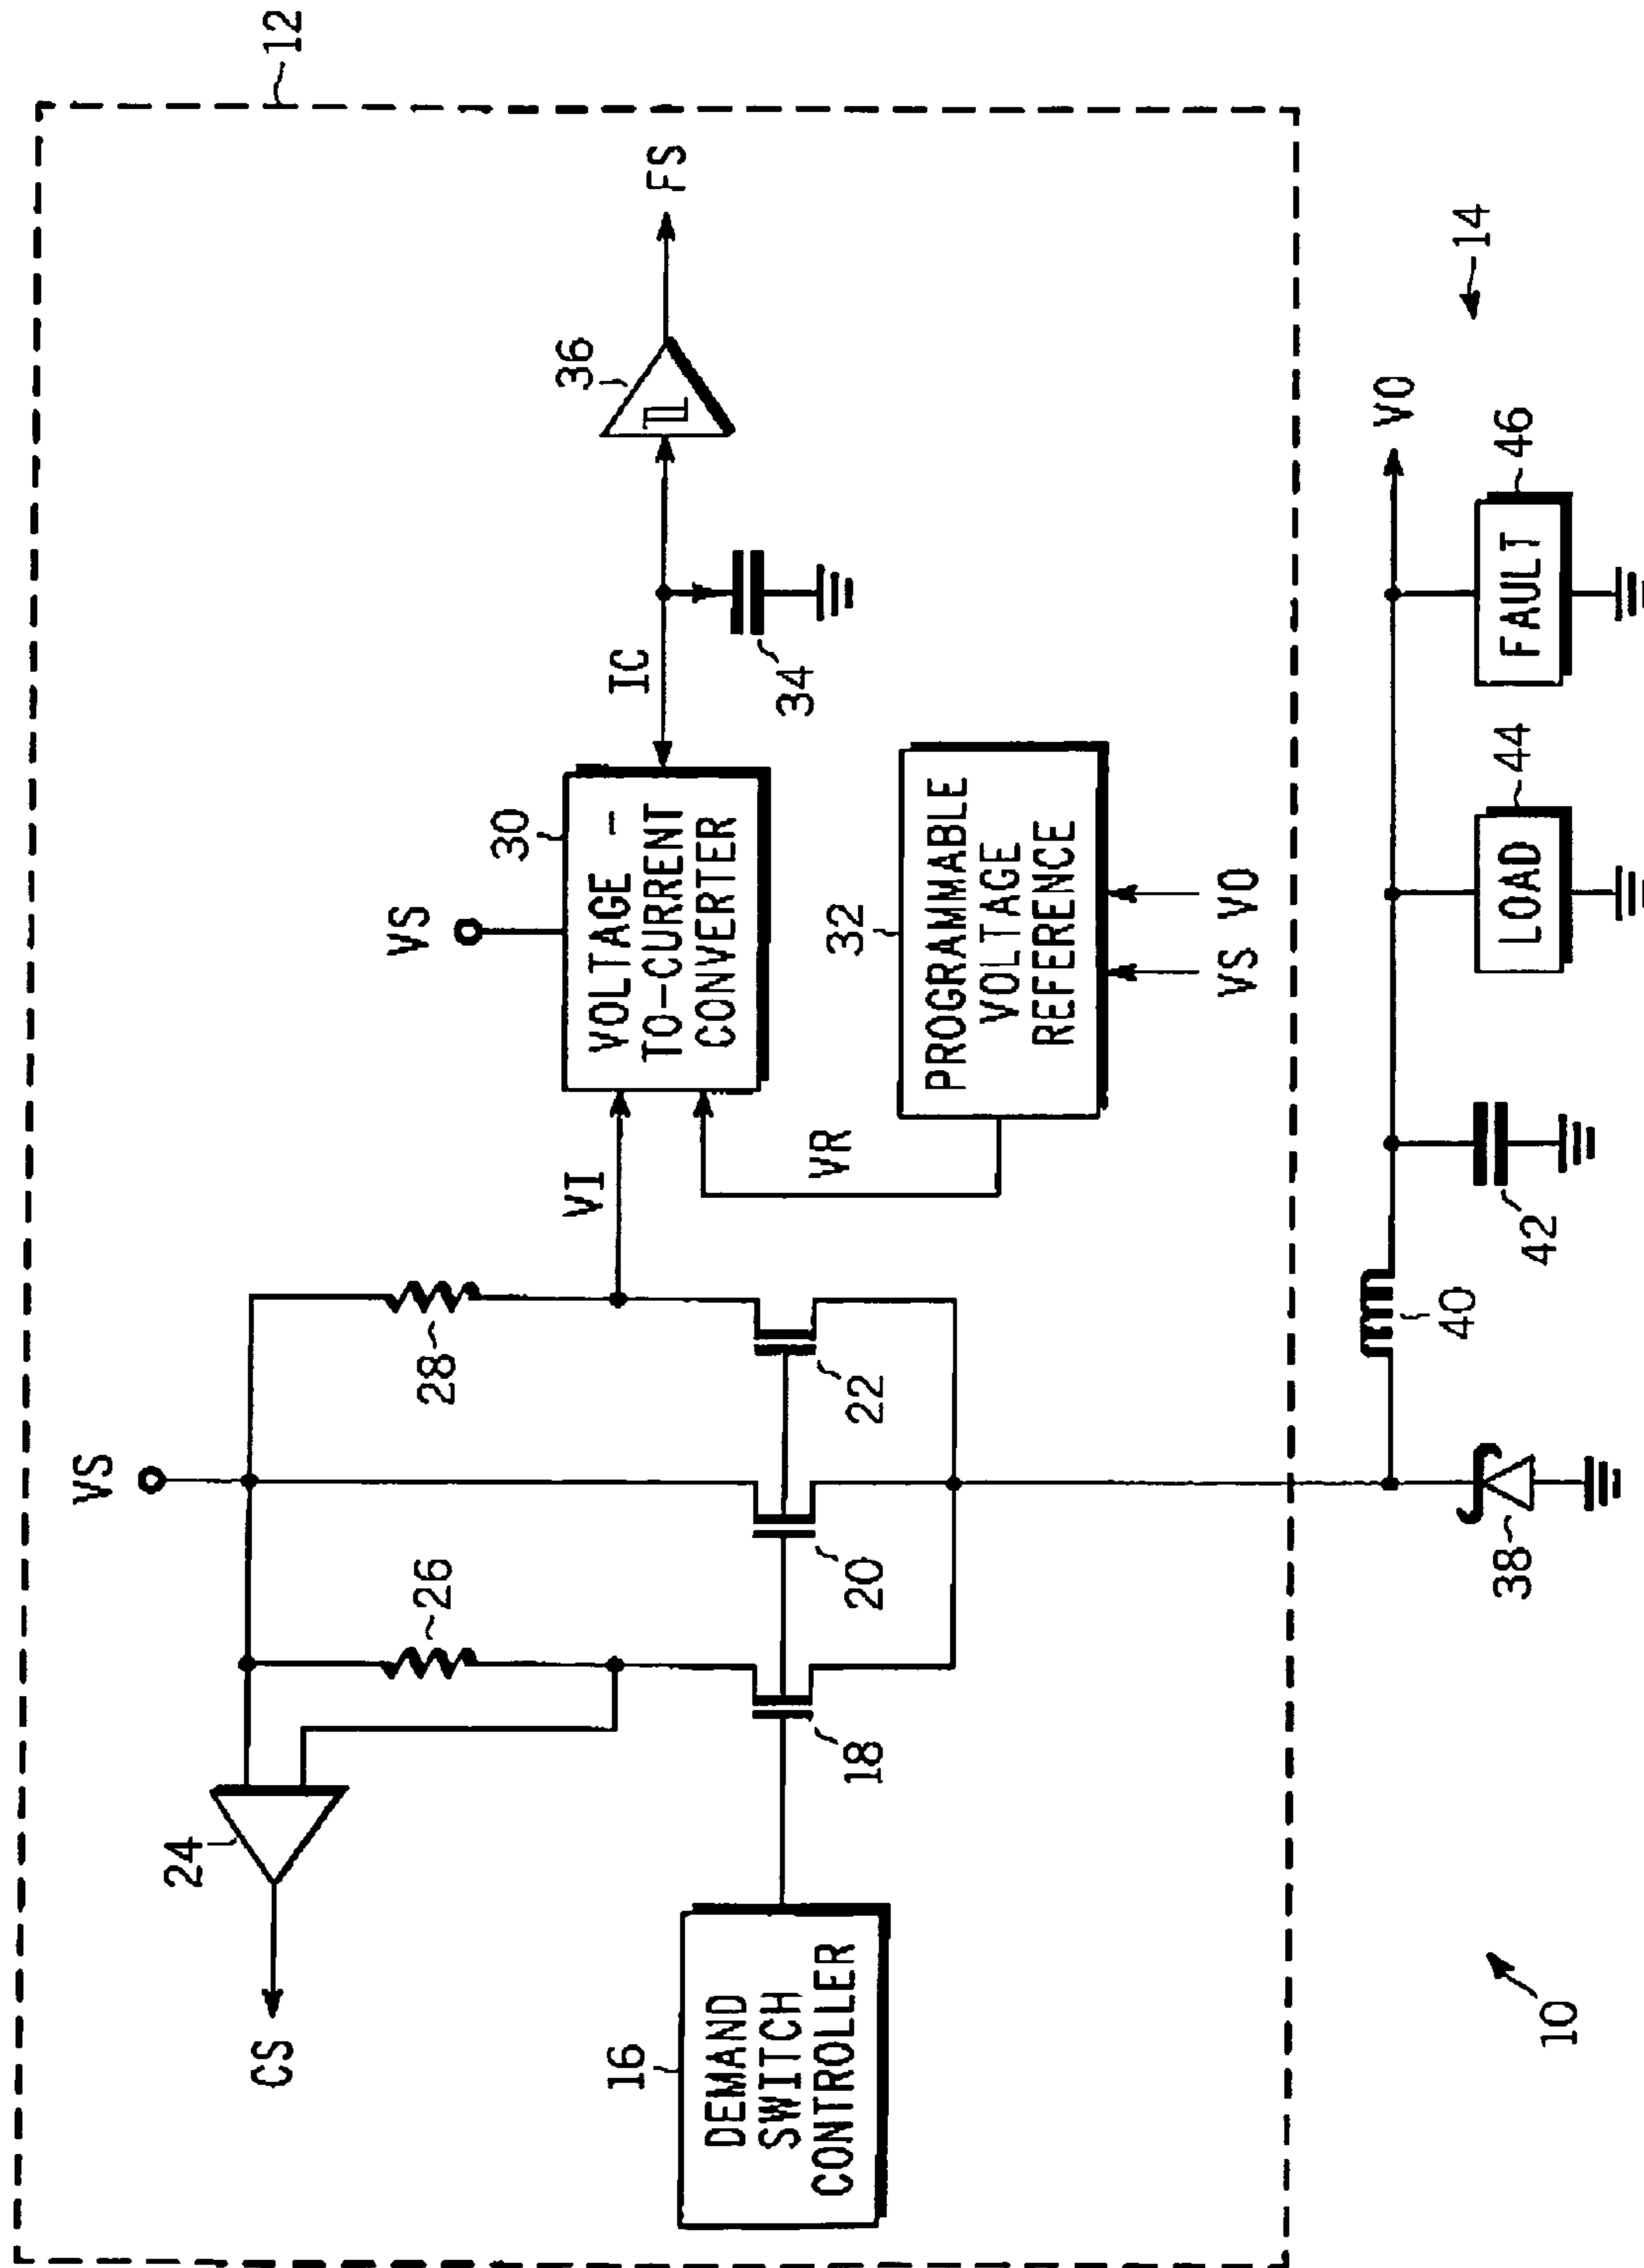 12
VS
CS
24
26
28
VS
30
VOLTAGE -
TO-CURRENT
CONVERTER
VI
VR
IC
36
FS
34
16
DEMAND
SWITCH
CONTROLLER
18
20
22
32
PROGRAMMABLE
VOLTAGE
REFERENCE
VS VO
10
38
40
42
LOAD
44
FAULT
46
VO
14